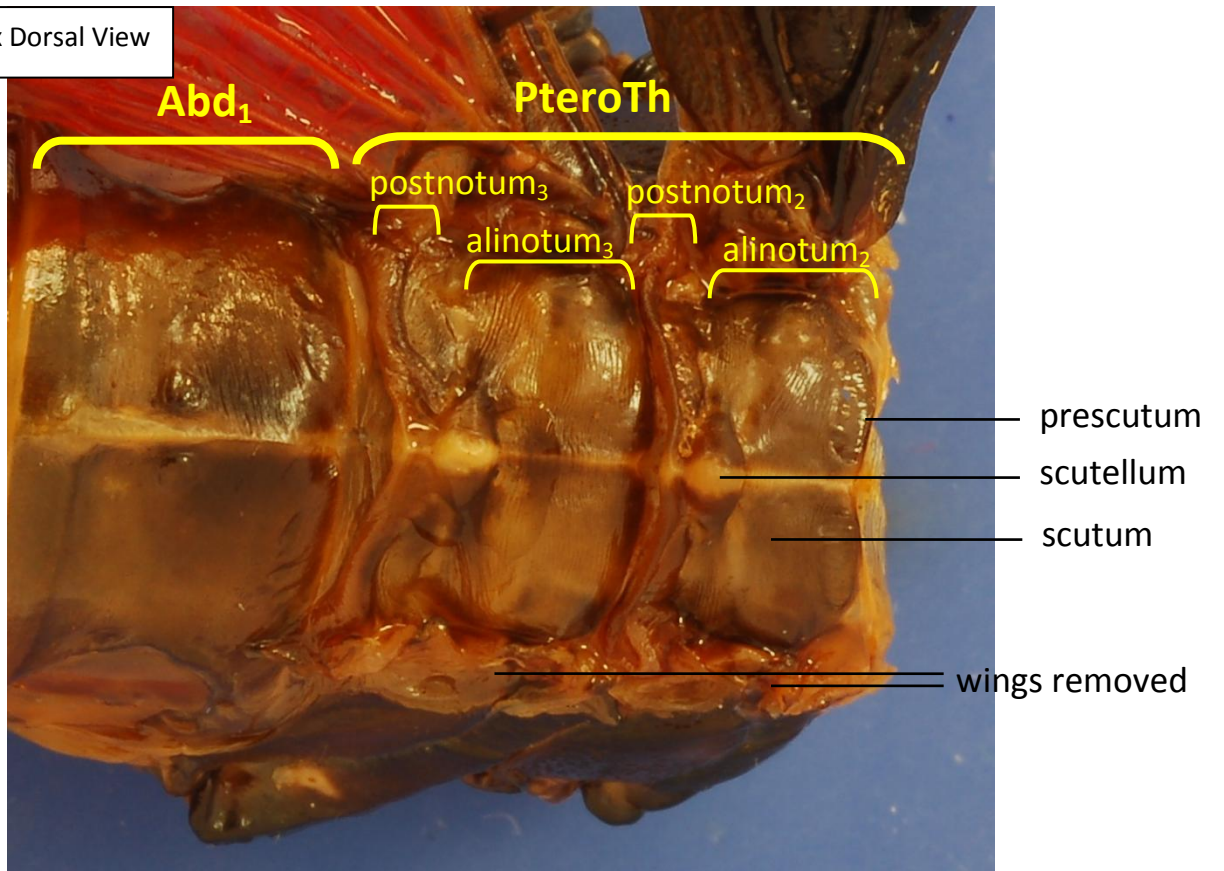 Dorsal View
Abd₁ PteroTh
postnotum₃ postnotum₂
alinotum₃ alinotum₂
prescutum
scutellum
scutum
wings removed